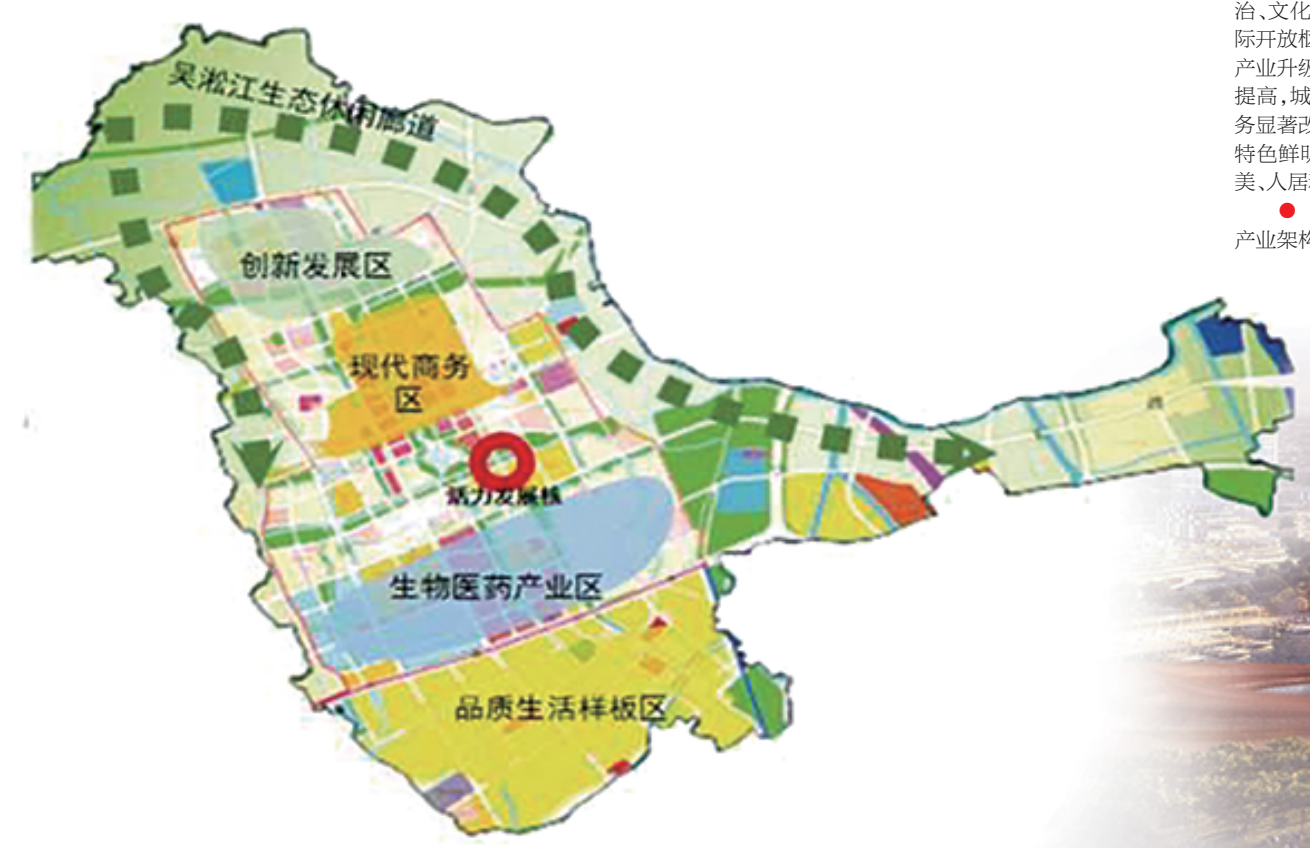 吴淞江生态休闲廊道
创新发展区
现代商务
区
活力发展核
生物医药产业区
品质生活样板区
治、文化
际开放枢
产业升级
提高,城
务显著改
特色鲜明
美、人居
●
产业架构